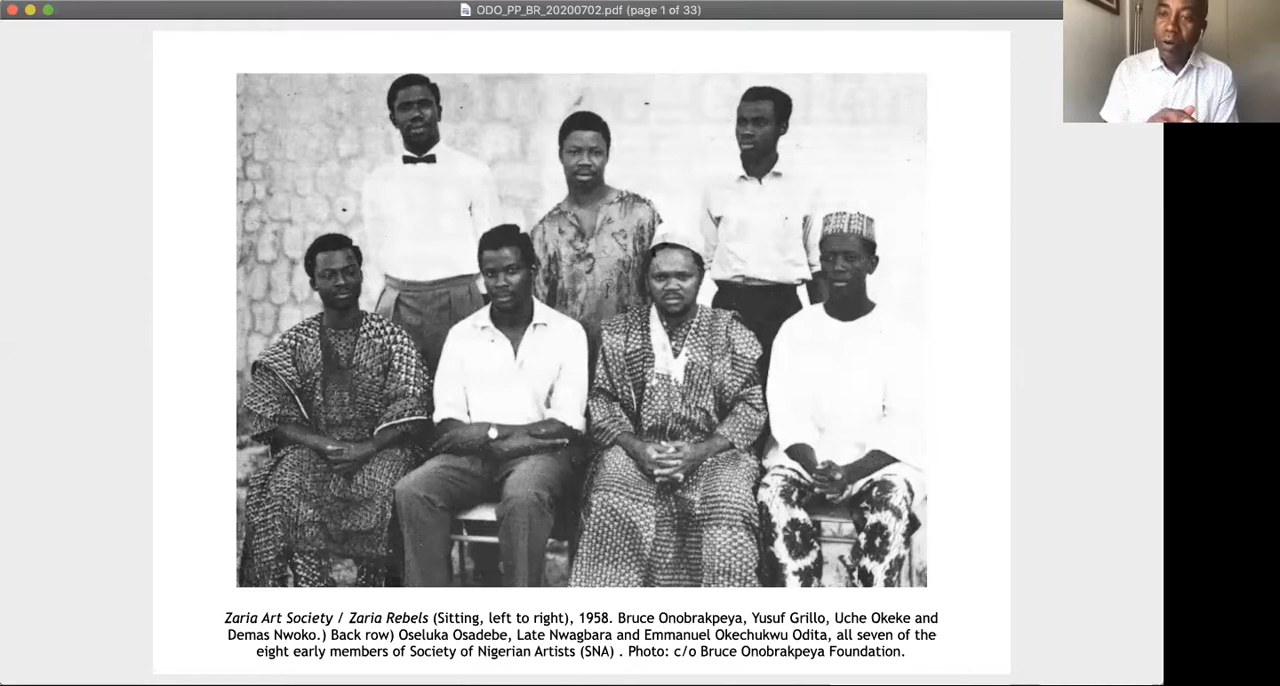 ODO_PP_BR_20200702.pdf (page 1 of 33)
Zaria Art Society / Zaria Rebels (Sitting, left to right), 1958. Bruce Onobrakpeya, Yusuf Grillo, Uche Okeke and
Demas Nwoko.) Back row) Oseluka Osadebe, Late Nwagbara and Emmanuel Okechukwu Odita, all seven of the
eight early members of Society of Nigerian Artists (SNA) . Photo: c/o Bruce Onobrakpeya Foundation.